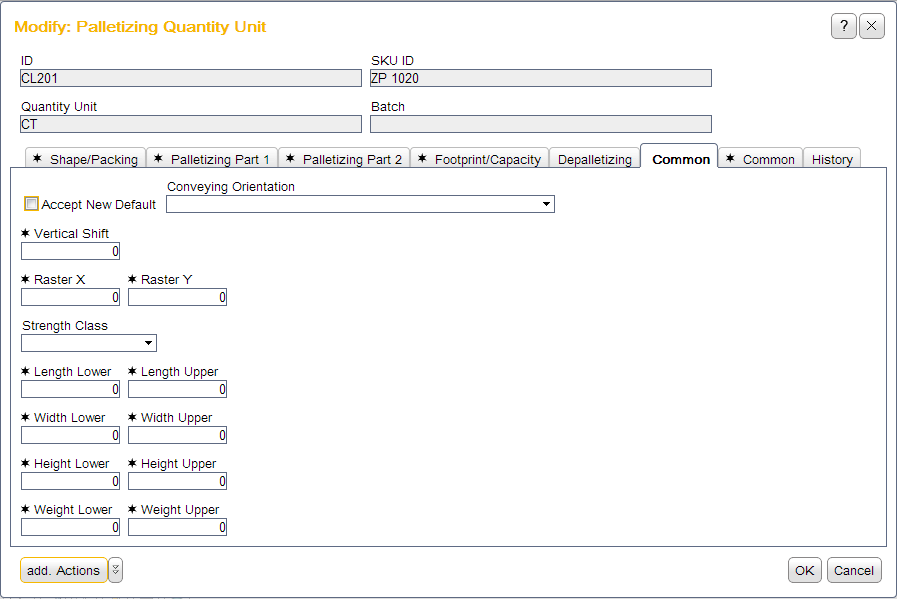 Modify: Palletizing Quantity Unit
?
ID SKU ID
CL201 ZP 1020
Quantity Unit Batch
CT
✶ Shape/Packing ✶ Palletizing Part 1 ✶ Palletizing Part 2 ✶ Footprint/Capacity Depalletizing Common ✶ Common History
Conveying Orientation
Accept New Default
✶ Vertical Shift
0
✶ Raster X ✶ Raster Y
0 0
Strength Class
✶ Length Lower ✶ Length Upper
0 0
✶ Width Lower ✶ Width Upper
0 0
✶ Height Lower ✶ Height Upper
0 0
✶ Weight Lower ✶ Weight Upper
0 0
add. Actions OK Cancel